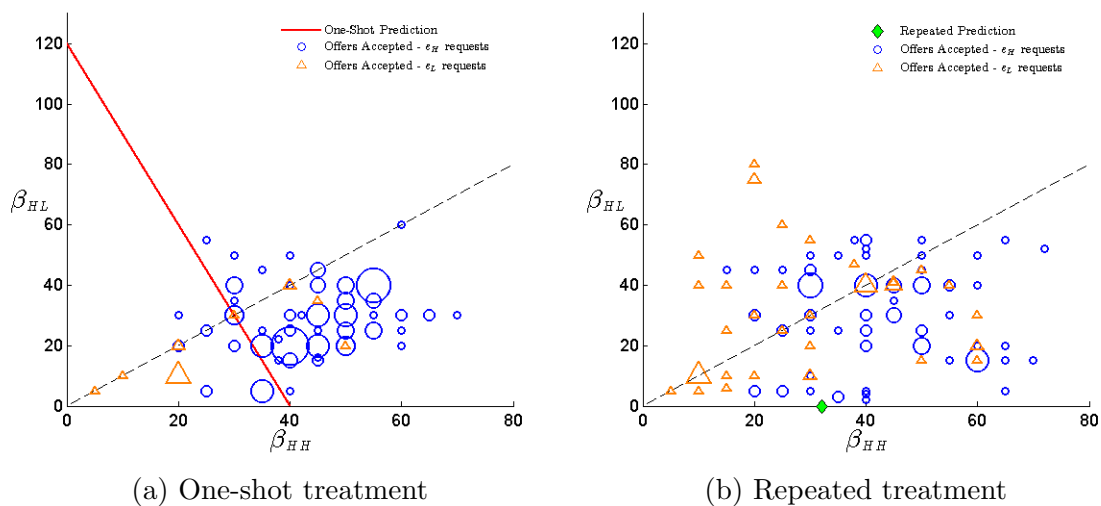 One-Shot Prediction
Offers Accepted - e_H requests
Offers Accepted - e_L requests
120
100
80
60
40
20
0
β_HL
0 20 40 60 80
β_HH
(a) One-shot treatment
Repeated Prediction
Offers Accepted - e_H requests
Offers Accepted - e_L requests
120
100
80
60
40
20
0
β_HL
0 20 40 60 80
β_HH
(b) Repeated treatment